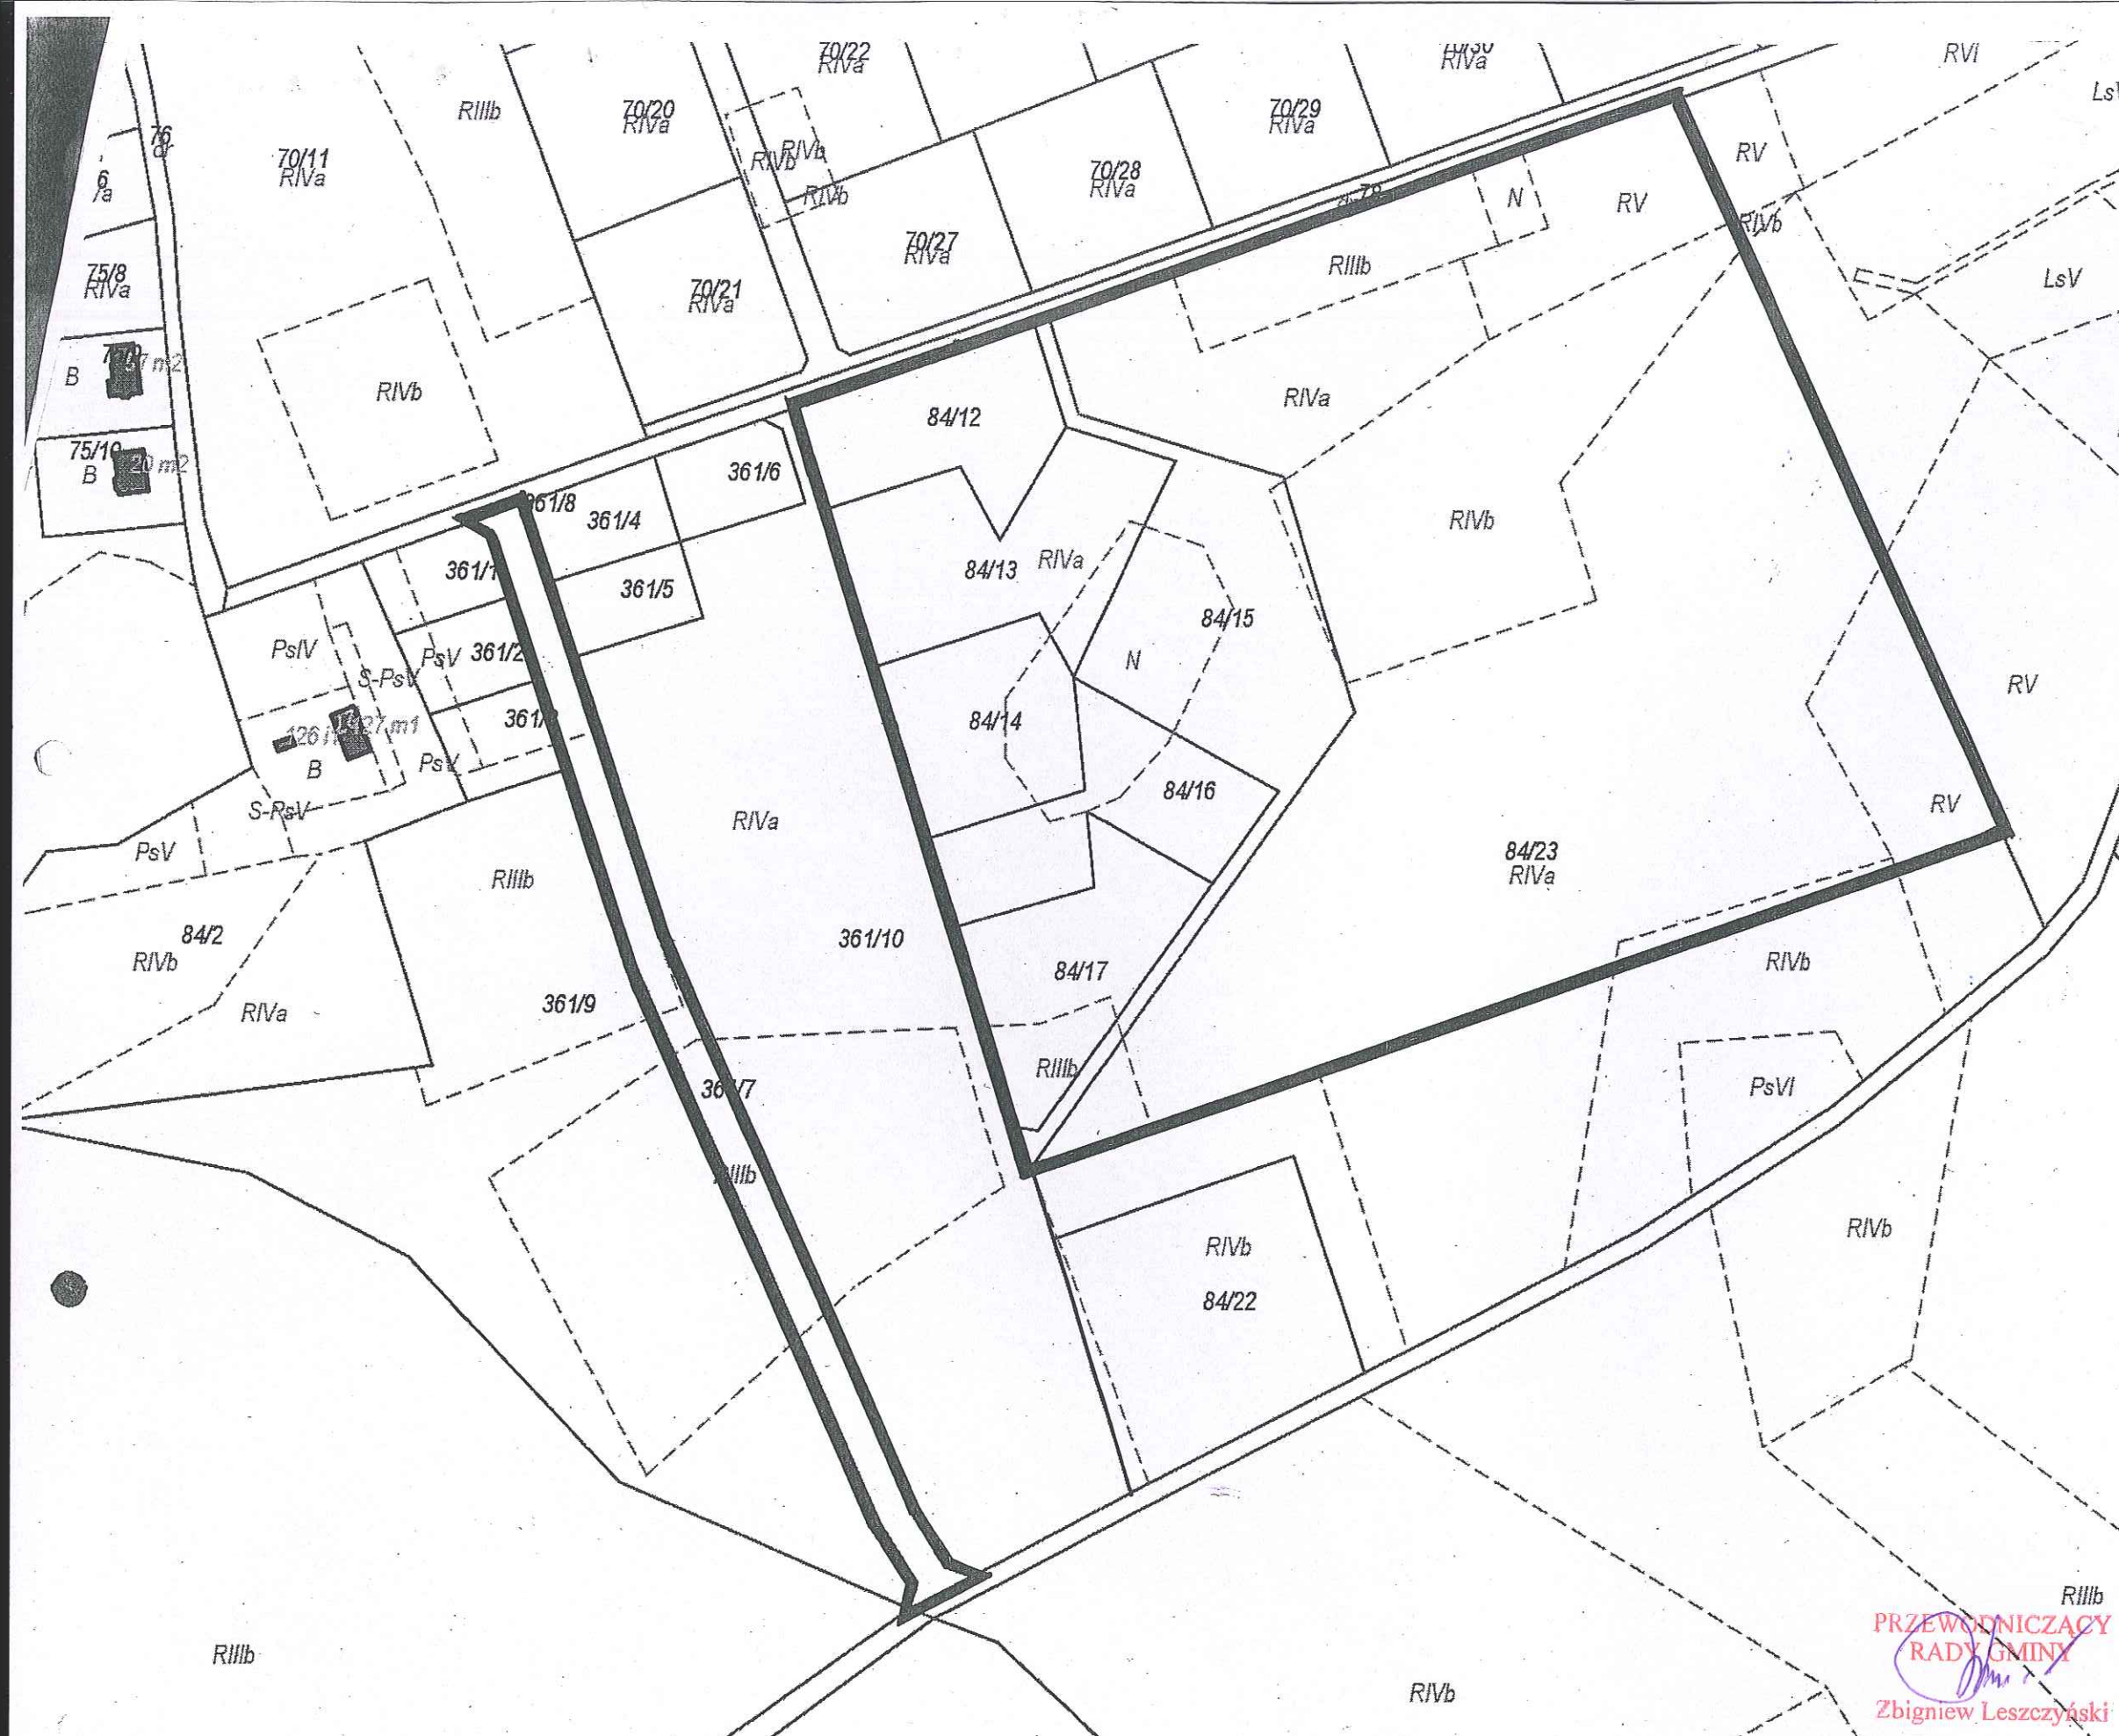 70/22
RIVa
RIVa
RVI
RIIIb
70/20
RIVa
70/29
RIVa
76
dr
70/11
RIVa
RIVb
RIVb
RIVb
70/28
RIVa
78
N
RV
RV
RIVb
6
/a
75/8
RIVa
70/21
RIVa
70/27
RIVa
RIIIb
LsV
B
RIVb
84/12
RIVa
75/10
B
20 m2
361/8
361/4
361/6
RIVb
361/1
361/5
84/13
RIVa
84/15
PsIV
S-PsV
PsV
361/2
N
RV
361/3
84/14
B
PsV
84/16
S-PsV
PsV
RIVa
RV
84/23
RIVa
RIIIb
84/2
RIVb
361/10
84/17
RIVb
RIVa
361/9
RIIIb
PsVI
RIVb
84/22
RIVb
RIIIb
RIIIb
RIVb
PRZEWODNICZĄCY
RADY GMINY
Zbigniew Leszczyński